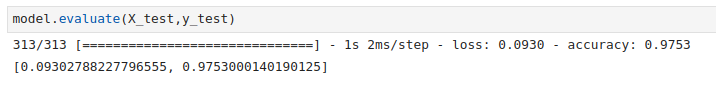 model.evaluate(X_test,y_test)
313/313 [==============================] - 1s 2ms/step - loss: 0.0930 - accuracy: 0.9753
[0.09302788227796555, 0.9753000140190125]